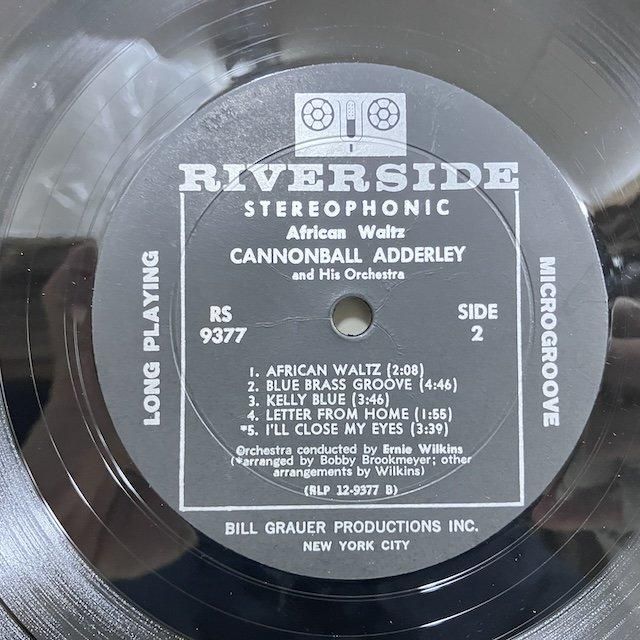 RIVERSIDE
STEREOPHONIC
African Waltz
CANNONBALL ADDERLEY
and His Orchestra
LONG PLAYING
RS
9377
SIDE
2
MICROGROOVE
1. AFRICAN WALTZ (2:08)
2. BLUE BRASS GROOVE (4:46)
3. KELLY BLUE (3:46)
4. LETTER FROM HOME (1:55)
*5. I'LL CLOSE MY EYES (3:39)
Orchestra conducted by Ernie Wilkins
(*arranged by Bobby Brookmeyer; other
arrangements by Wilkins)
(RLP 12-9377 B)
BILL GRAUER PRODUCTIONS INC.
NEW YORK CITY